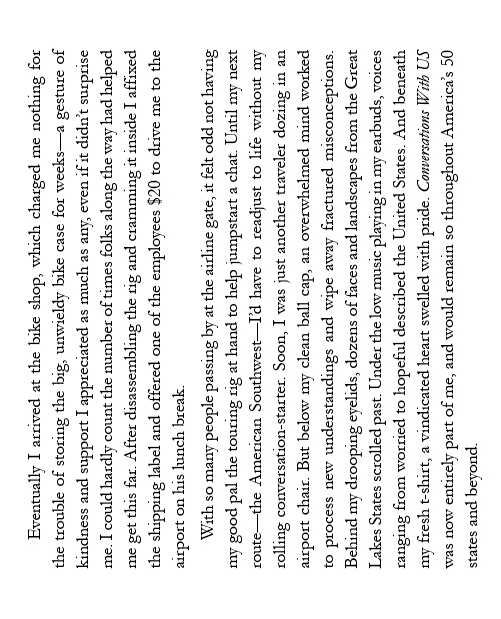 Eventually I arrived at the bike shop, which charged me nothing for
the trouble of storing the big, unwieldy bike case for weeks—a gesture of
kindness and support I appreciated as much as any, even if it didn't surprise
me. I could hardly count the number of times folks along the way had helped
me get this far. After disassembling the rig and cramming it inside I affixed
the shipping label and offered one of the employees $20 to drive me to the
airport on his lunch break.
With so many people passing by at the airline gate, it felt odd not having
my good pal the touring rig at hand to help jumpstart a chat. Until my next
route—the American Southwest—I'd have to readjust to life without my
rolling conversation-starter. Soon, I was just another traveler dozing in an
airport chair. But below my clean ball cap, an overwhelmed mind worked
to process new understandings and wipe away fractured misconceptions.
Behind my drooping eyelids, dozens of faces and landscapes from the Great
Lakes States scrolled past. Under the low music playing in my earbuds, voices
ranging from worried to hopeful described the United States. And beneath
my fresh t-shirt, a vindicated heart swelled with pride. Conversations With US
was now entirely part of me, and would remain so throughout America's 50
states and beyond.